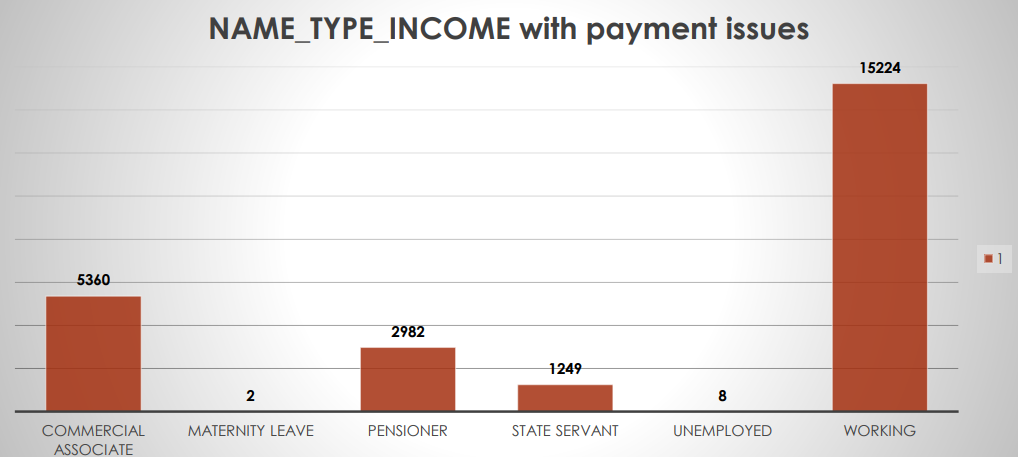 NAME_TYPE_INCOME with payment issues
15224
5360
2982
1249
2
8
1
COMMERCIAL
ASSOCIATE
MATERNITY LEAVE
PENSIONER
STATE SERVANT
UNEMPLOYED
WORKING